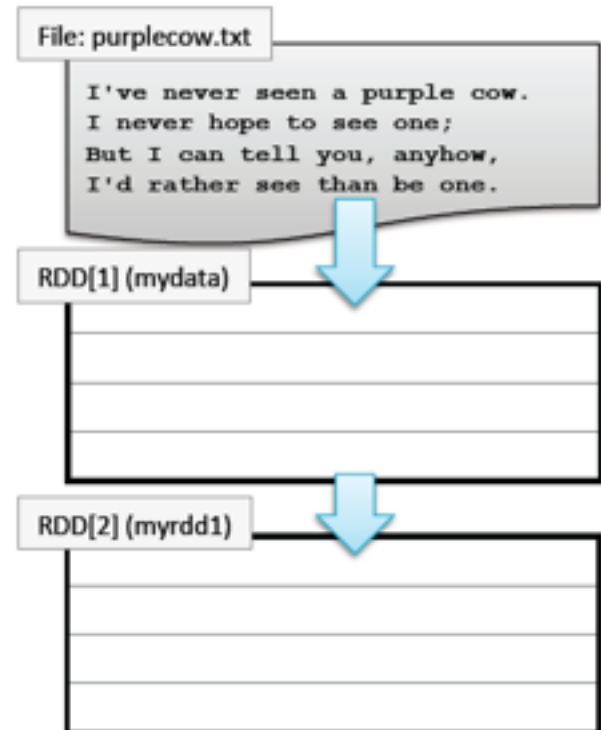 File: purplecow.txt
I've never seen a purple cow.
I never hope to see one;
But I can tell you, anyhow,
I'd rather see than be one.
RDD[1] (mydata)
RDD[2] (myrdd1)